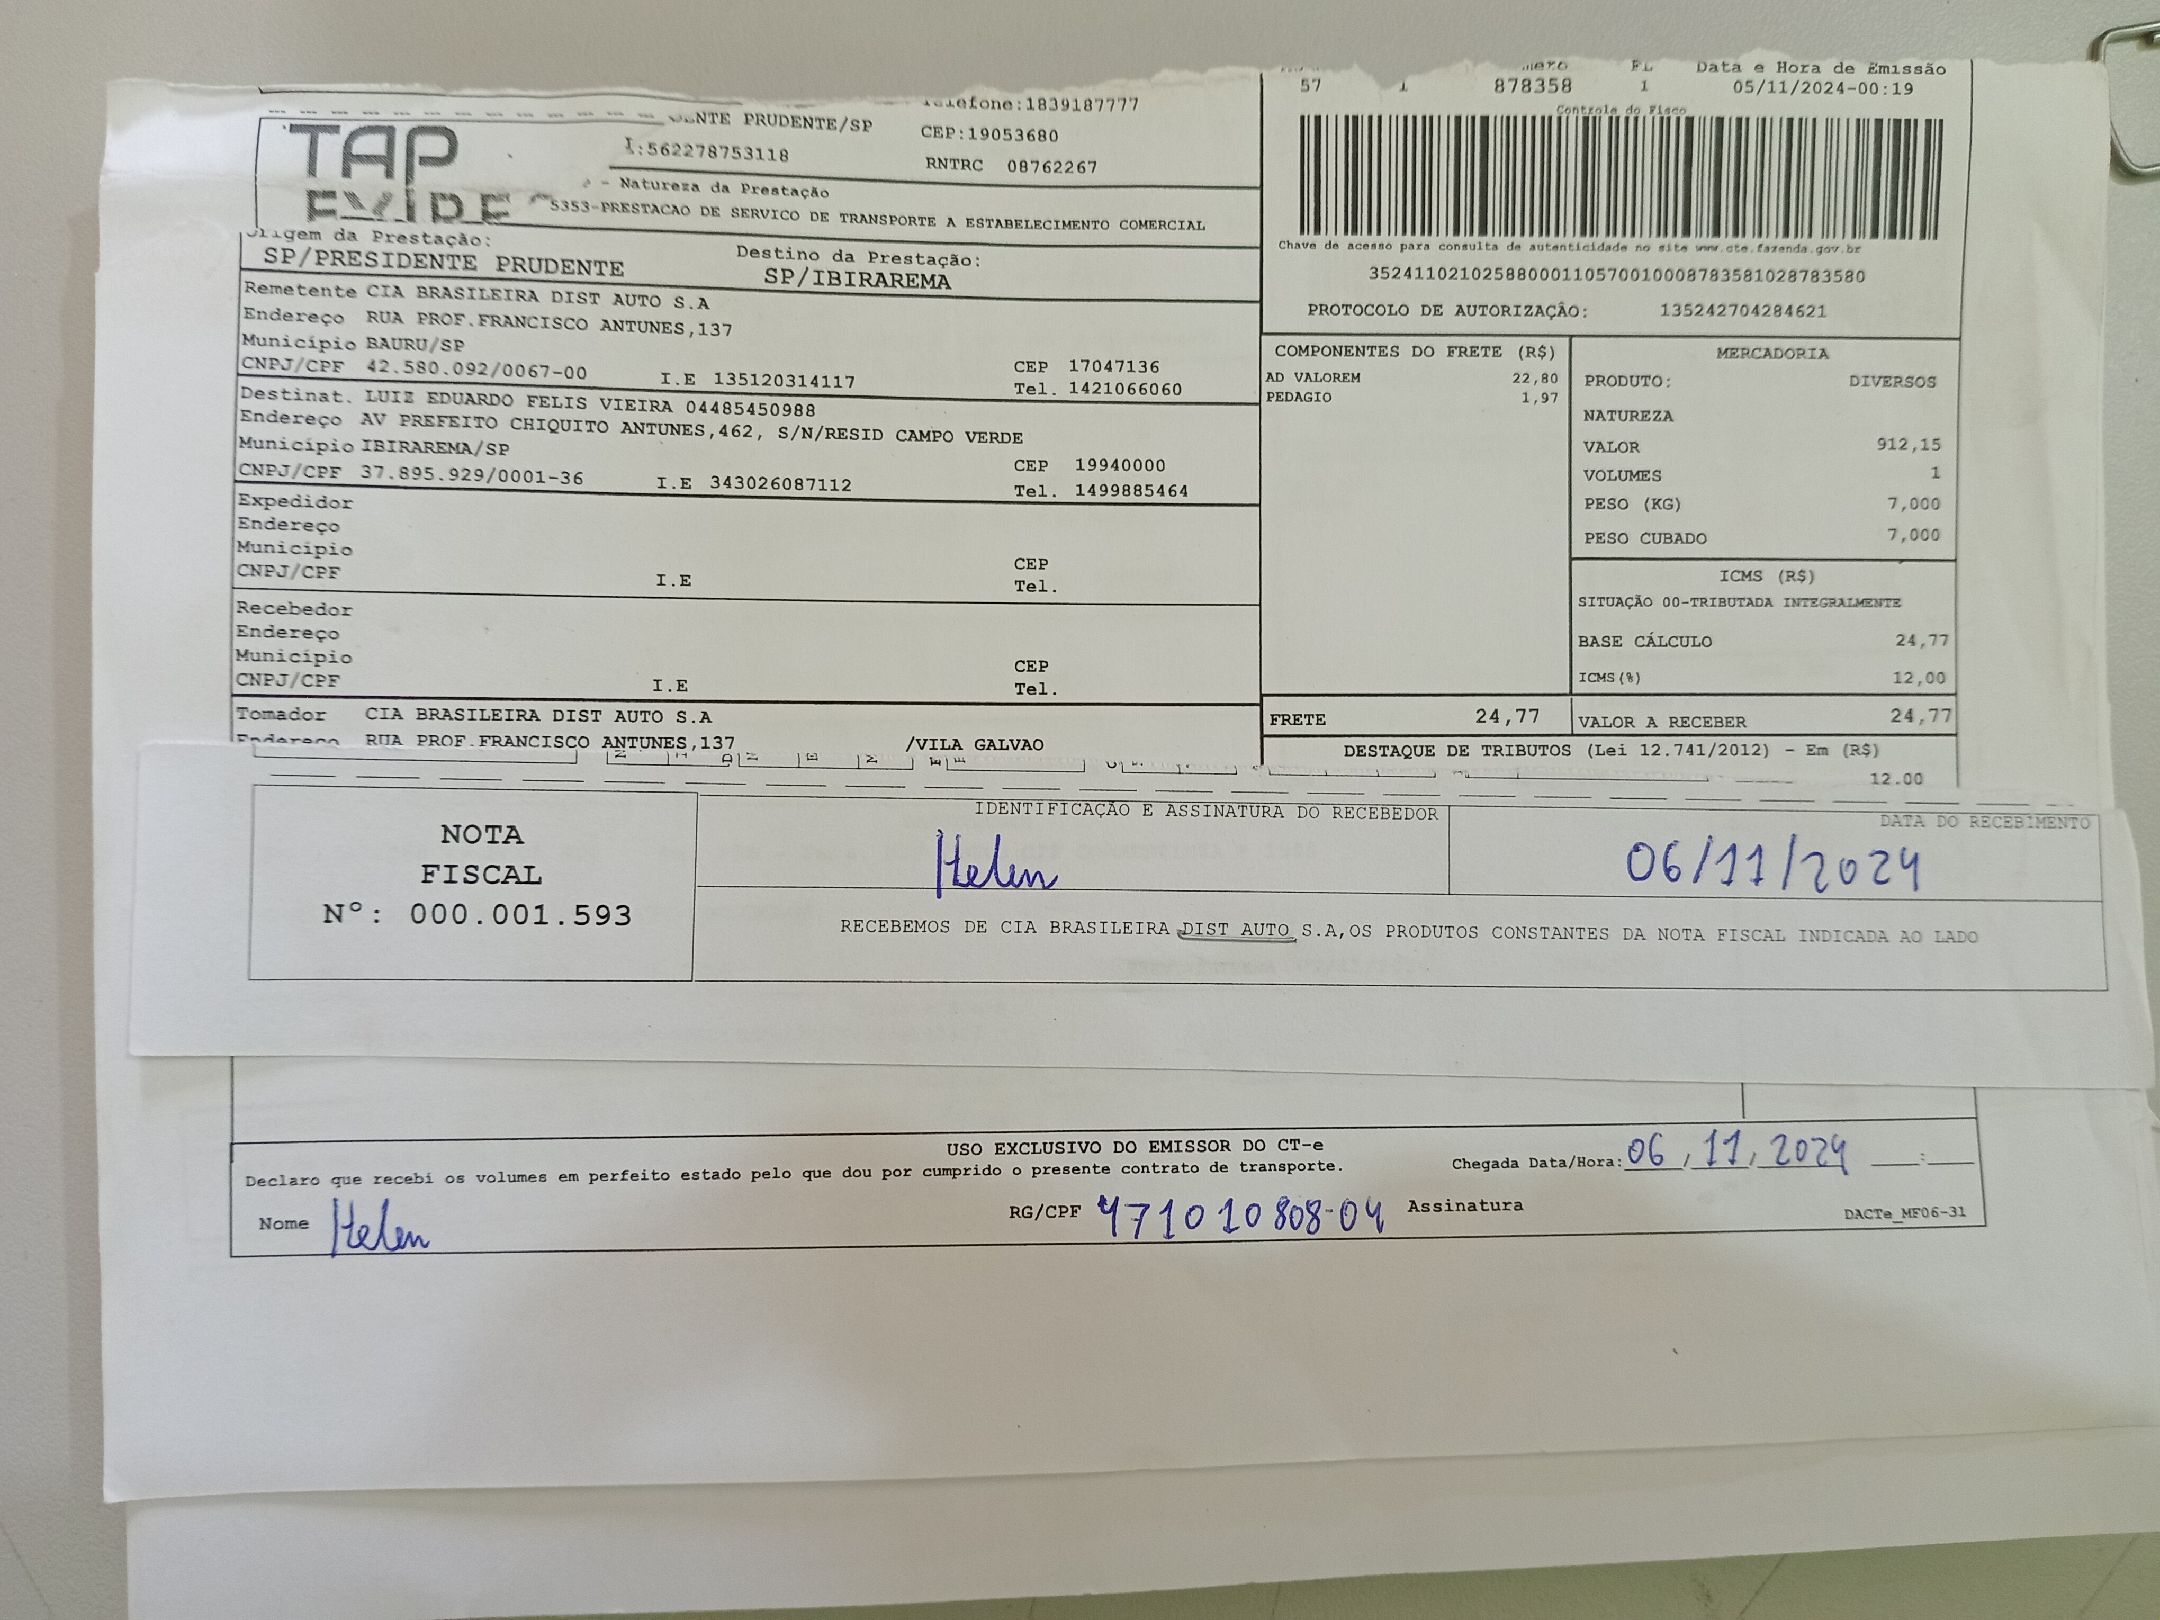 TAP
NTE PRUDENTE/SP
Telefone:1839187777
CEP:19053680
I:562278753118
RNTRC 08762267
- Natureza da Prestação
5353-PRESTACAO DE SERVICO DE TRANSPORTE A ESTABELECIMENTO COMERCIAL
57 1 878358 1 05/11/2024-00:19
FL Data e Hora de Emissão
Controle do Fisco
Chave de acesso para consulta de autenticidade no site www.cte.fazenda.gov.br
35241102102588000110570010008783581028783580
PROTOCOLO DE AUTORIZAÇÃO: 135242704284621
Origem da Prestação: Destino da Prestação:
SP/PRESIDENTE PRUDENTE SP/IBIRAREMA
Remetente CIA BRASILEIRA DIST AUTO S.A
Endereço RUA PROF.FRANCISCO ANTUNES,137
Município BAURU/SP CEP 17047136
CNPJ/CPF 42.580.092/0067-00 I.E 135120314117 Tel. 1421066060
Destinat. LUIZ EDUARDO FELIS VIEIRA 04485450988
Endereço AV PREFEITO CHIQUITO ANTUNES,462, S/N/RESID CAMPO VERDE
Município IBIRAREMA/SP CEP 19940000
CNPJ/CPF 37.895.929/0001-36 I.E 343026087112 Tel. 1499885464
Expedidor
Endereço
Município CEP
CNPJ/CPF I.E Tel.
Recebedor
Endereço
Município CEP
CNPJ/CPF I.E Tel.
Tomador CIA BRASILEIRA DIST AUTO S.A
Endereço RUA PROF.FRANCISCO ANTUNES,137 /VILA GALVAO
COMPONENTES DO FRETE (R$)
AD VALOREM 22,80
PEDAGIO 1,97
FRETE 24,77
MERCADORIA
PRODUTO: DIVERSOS
NATUREZA
VALOR 912,15
VOLUMES 1
PESO (KG) 7,000
PESO CUBADO 7,000
ICMS (R$)
SITUAÇÃO 00-TRIBUTADA INTEGRALMENTE
BASE CÁLCULO 24,77
ICMS(%) 12,00
VALOR A RECEBER 24,77
DESTAQUE DE TRIBUTOS (Lei 12.741/2012) - Em (R$)
12.00
NOTA
FISCAL
Nº: 000.001.593
IDENTIFICAÇÃO E ASSINATURA DO RECEBEDOR
Helen
DATA DO RECEBIMENTO
06/11/2024
RECEBEMOS DE CIA BRASILEIRA DIST AUTO S.A,OS PRODUTOS CONSTANTES DA NOTA FISCAL INDICADA AO LADO
USO EXCLUSIVO DO EMISSOR DO CT-e
Declaro que recebi os volumes em perfeito estado pelo que dou por cumprido o presente contrato de transporte.
Chegada Data/Hora: 06/11/2024 :
Nome Helen RG/CPF 471010808-04 Assinatura
DACTe_MF06-31